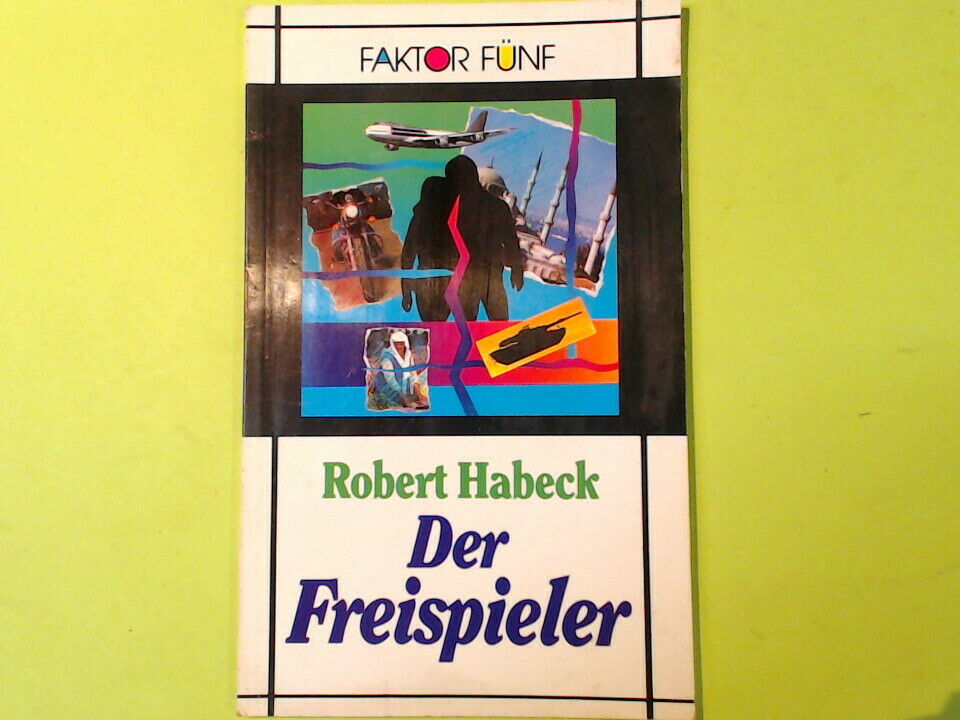 FAKTOR FÜNF
Robert Habeck
Der
Freispieler